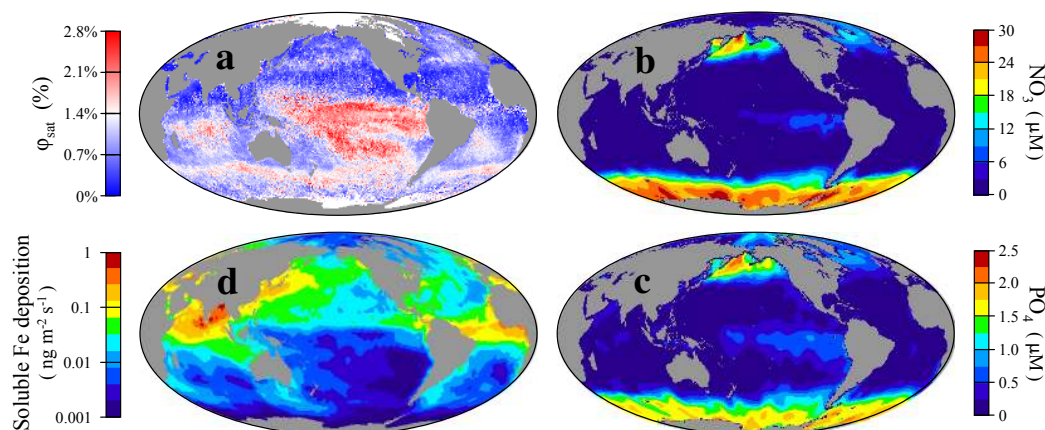 2.8%
2.1%
1.4%
0.7%
0%
φsat (%)
a
b
30
24
18
12
6
0
NO3 (μM)
1
0.1
0.01
0.001
Soluble Fe deposition
( ng m-2 s-1)
d
c
2.5
2.0
1.5
1.0
0.5
0
PO4 (μM)